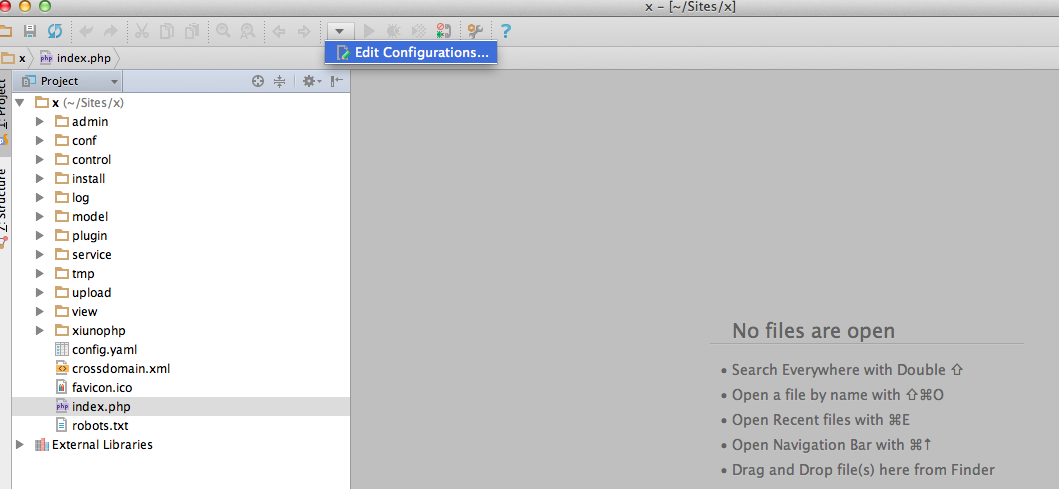 x – [~/Sites/x]
Edit Configurations...
x
index.php
Project
1: Project
7: Structure
x (~/Sites/x)
admin
conf
control
install
log
model
plugin
service
tmp
upload
view
xiunophp
config.yaml
crossdomain.xml
favicon.ico
php index.php
robots.txt
External Libraries
No files are open
• Search Everywhere with Double ⇧
• Open a file by name with ⇧⌘O
• Open Recent files with ⌘E
• Open Navigation Bar with ⌘↑
• Drag and Drop file(s) here from Finder